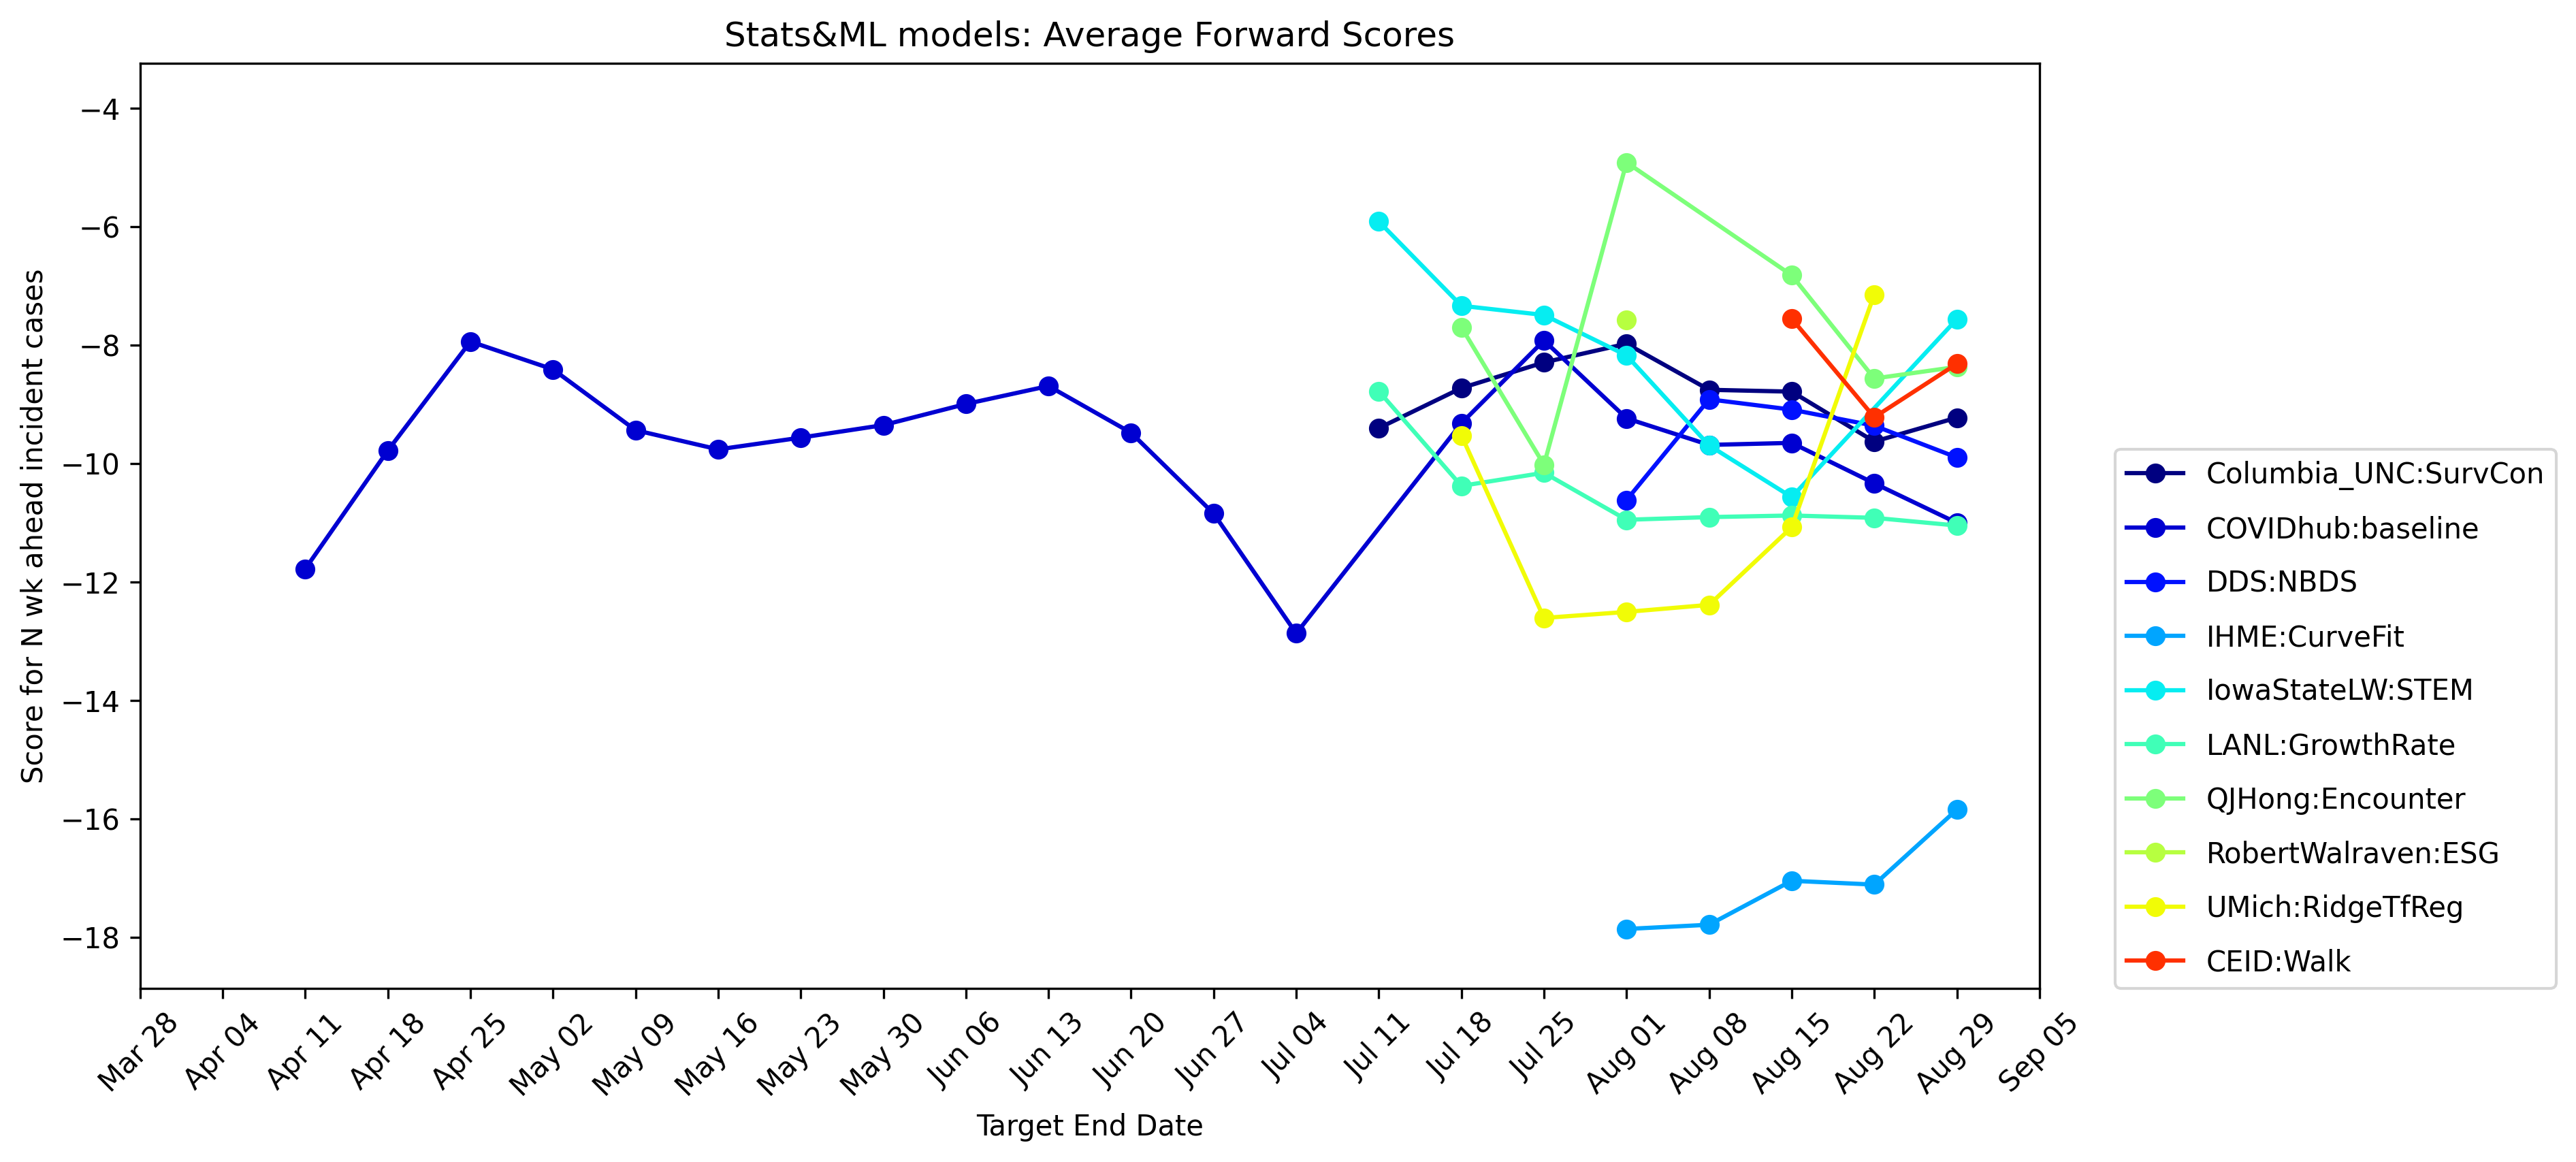 Stats&ML models: Average Forward Scores
Score for N wk ahead incident cases
−4
−6
−8
−10
−12
−14
−16
−18
Mar 28
Apr 04
Apr 11
Apr 18
Apr 25
May 02
May 09
May 16
May 23
May 30
Jun 06
Jun 13
Jun 20
Jun 27
Jul 04
Jul 11
Jul 18
Jul 25
Aug 01
Aug 08
Aug 15
Aug 22
Aug 29
Sep 05
Target End Date
Columbia_UNC:SurvCon
COVIDhub:baseline
DDS:NBDS
IHME:CurveFit
IowaStateLW:STEM
LANL:GrowthRate
QJHong:Encounter
RobertWalraven:ESG
UMich:RidgeTfReg
CEID:Walk